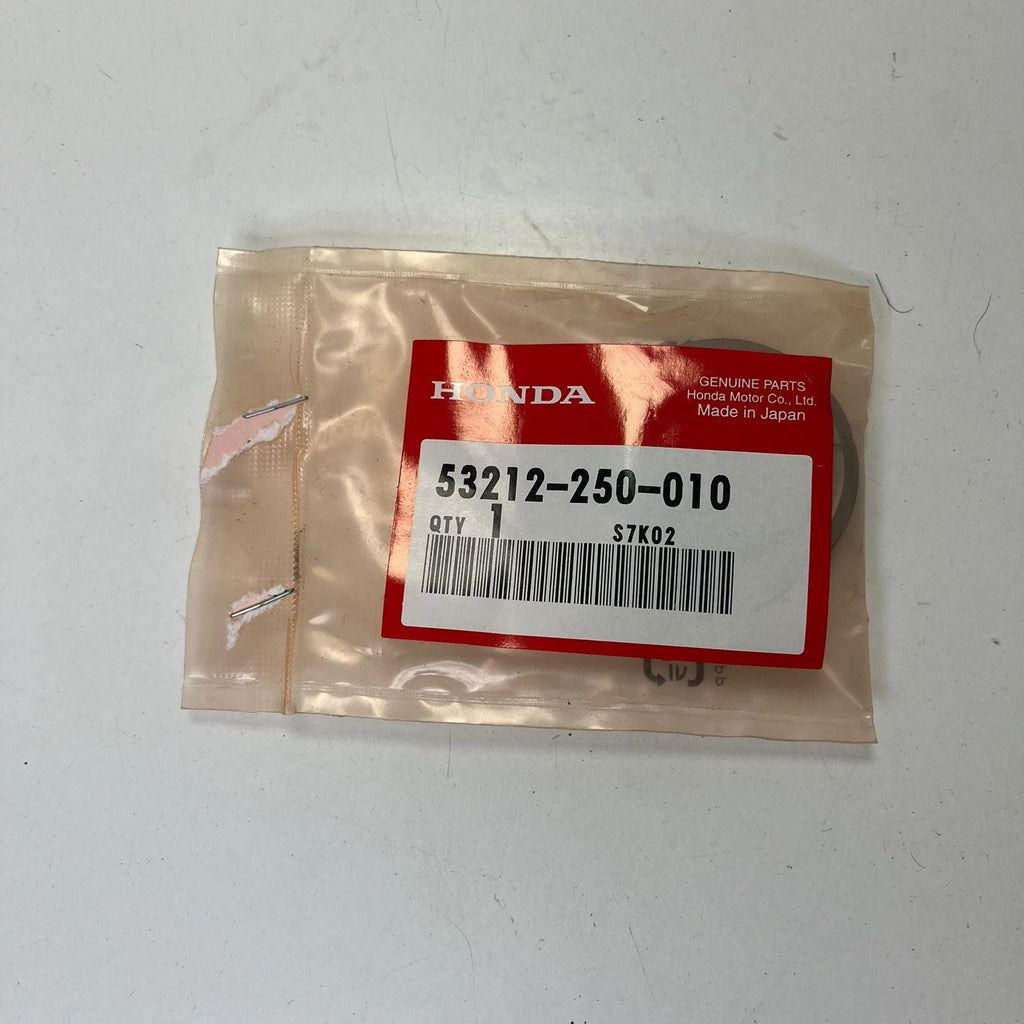 HONDA
GENUINE PARTS
Honda Motor Co., Ltd.
Made in Japan
53212-250-010
QTY 1 S7K02